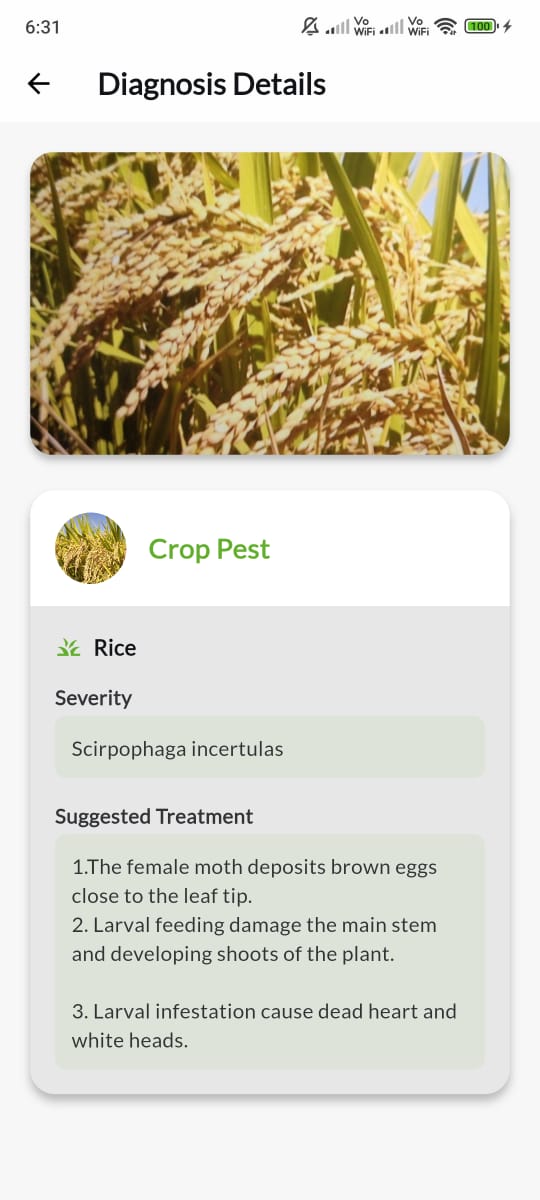 6:31
Vo WiFi Vo WiFi 100
Diagnosis Details
Crop Pest
Rice
Severity
Scirpophaga incertulas
Suggested Treatment
1.The female moth deposits brown eggs
close to the leaf tip.
2. Larval feeding damage the main stem
and developing shoots of the plant.
3. Larval infestation cause dead heart and
white heads.